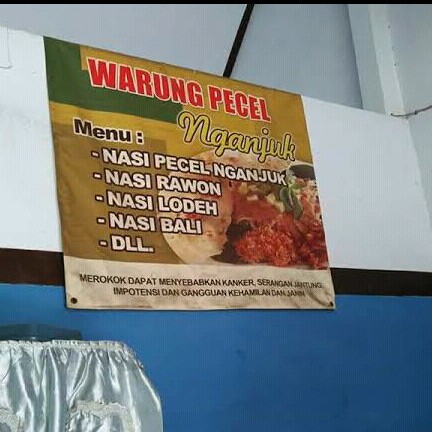 WARUNG PECEL
Nganjuk
Menu :
- NASI PECEL NGANJUK
- NASI RAWON
- NASI LODEH
- NASI BALI
- DLL.
MEROKOK DAPAT MENYEBABKAN KANKER, SERANGAN JANTUNG
IMPOTENSI DAN GANGGUAN KEHAMILAN DAN JANIN